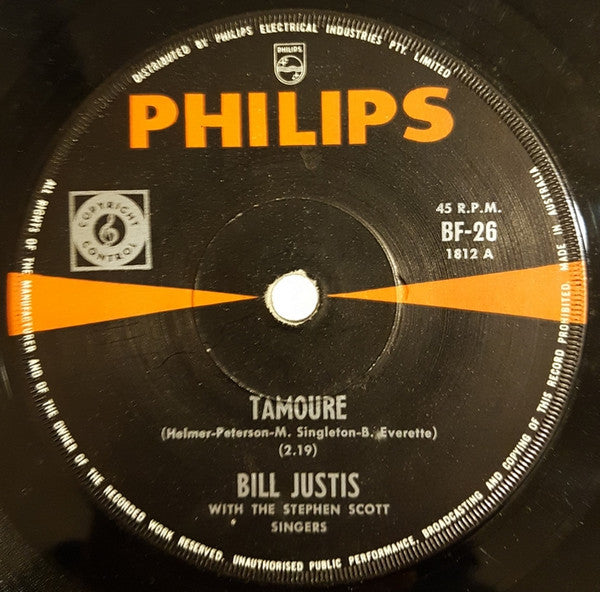 DISTRIBUTED BY PHILIPS ELECTRICAL INDUSTRIES PTY. LIMITED
PHILIPS
PHILIPS
COPYRIGHT
CONTROL
45 R.P.M.
BF-26
1812 A
TAMOURE
(Helmer-Peterson-M. Singleton-B. Everette)
(2.19)
BILL JUSTIS
WITH THE STEPHEN SCOTT
SINGERS
ALL RIGHTS OF THE MANUFACTURER AND OF THE OWNER OF THE RECORDED WORK RESERVED. UNAUTHORISED PUBLIC PERFORMANCE, BROADCASTING AND COPYING OF THIS RECORD PROHIBITED. MADE IN AUSTRALIA